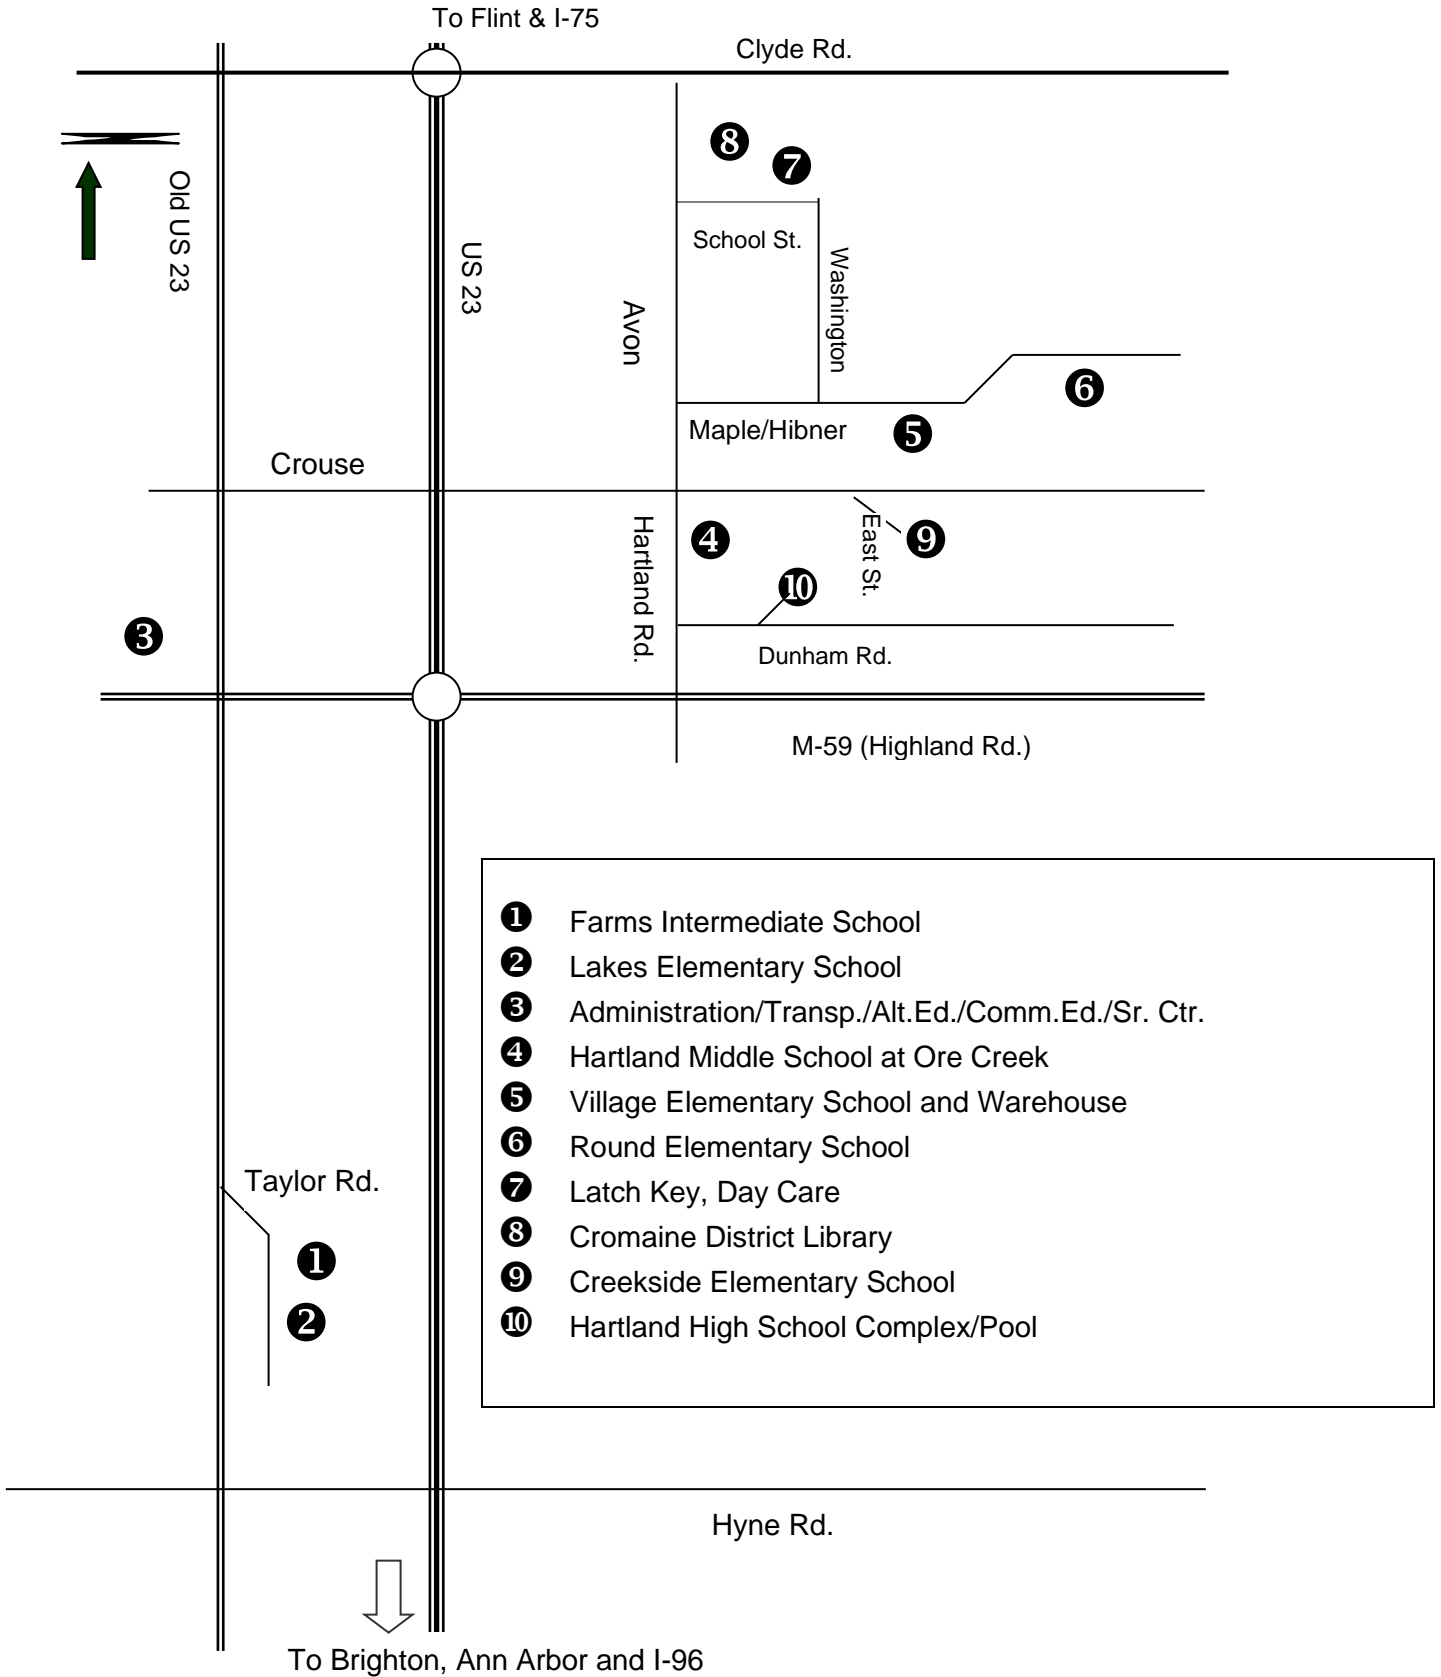 To Flint & I-75
Clyde Rd.
8
7
Old US 23
US 23
School St.
Washington
Avon
6
Maple/Hibner
5
Crouse
Hartland Rd.
4
East St.
9
10
3
Dunham Rd.
M-59 (Highland Rd.)
1 Farms Intermediate School
2 Lakes Elementary School
3 Administration/Transp./Alt.Ed./Comm.Ed./Sr. Ctr.
4 Hartland Middle School at Ore Creek
5 Village Elementary School and Warehouse
6 Round Elementary School
7 Latch Key, Day Care
8 Cromaine District Library
9 Creekside Elementary School
10 Hartland High School Complex/Pool
Taylor Rd.
1
2
Hyne Rd.
To Brighton, Ann Arbor and I-96